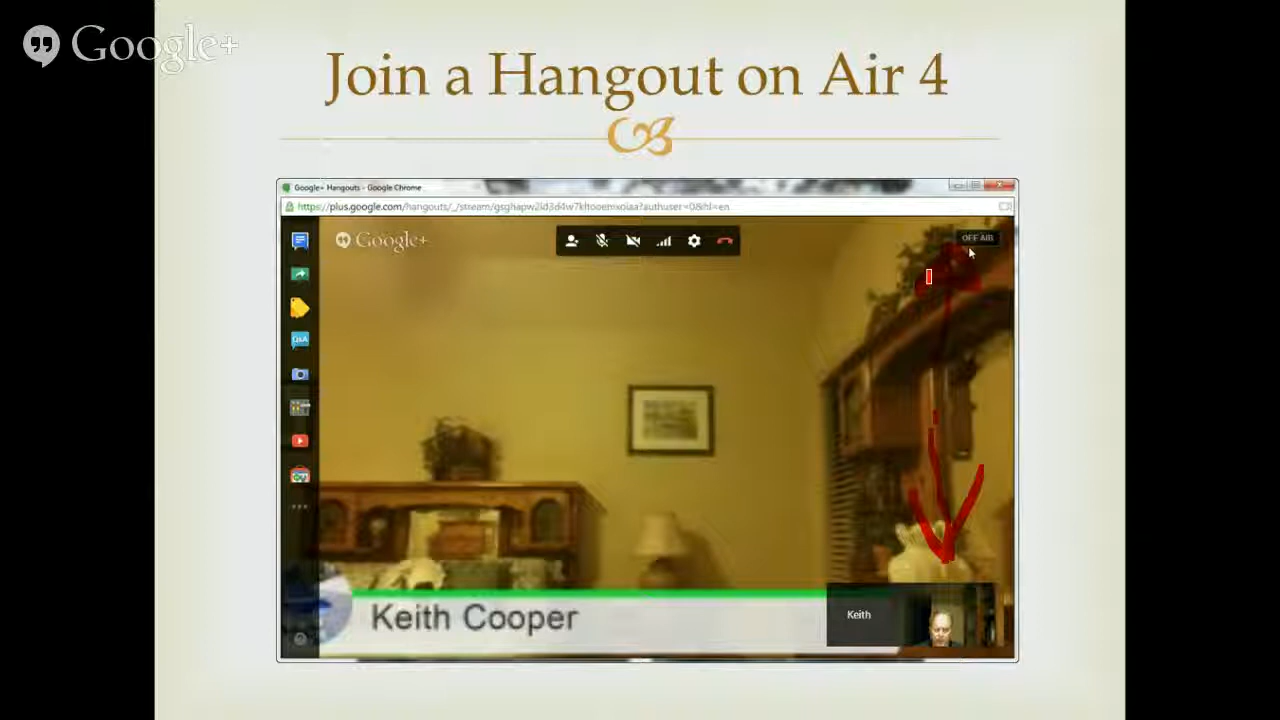 Google+
Join a Hangout on Air 4
Google+ Hangouts - Google Chrome
Google+
OFF AIR
Q&A
Keith Cooper
Keith